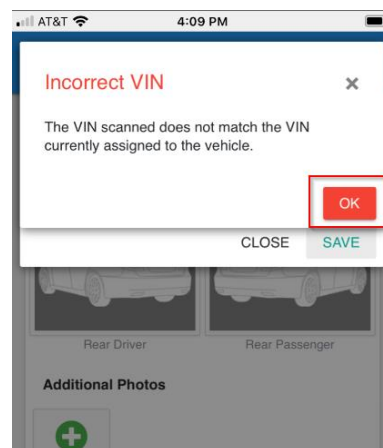 AT&T 4:09 PM
Incorrect VIN ×
The VIN scanned does not match the VIN
currently assigned to the vehicle.
OK
CLOSE SAVE
Rear Driver Rear Passenger
Additional Photos